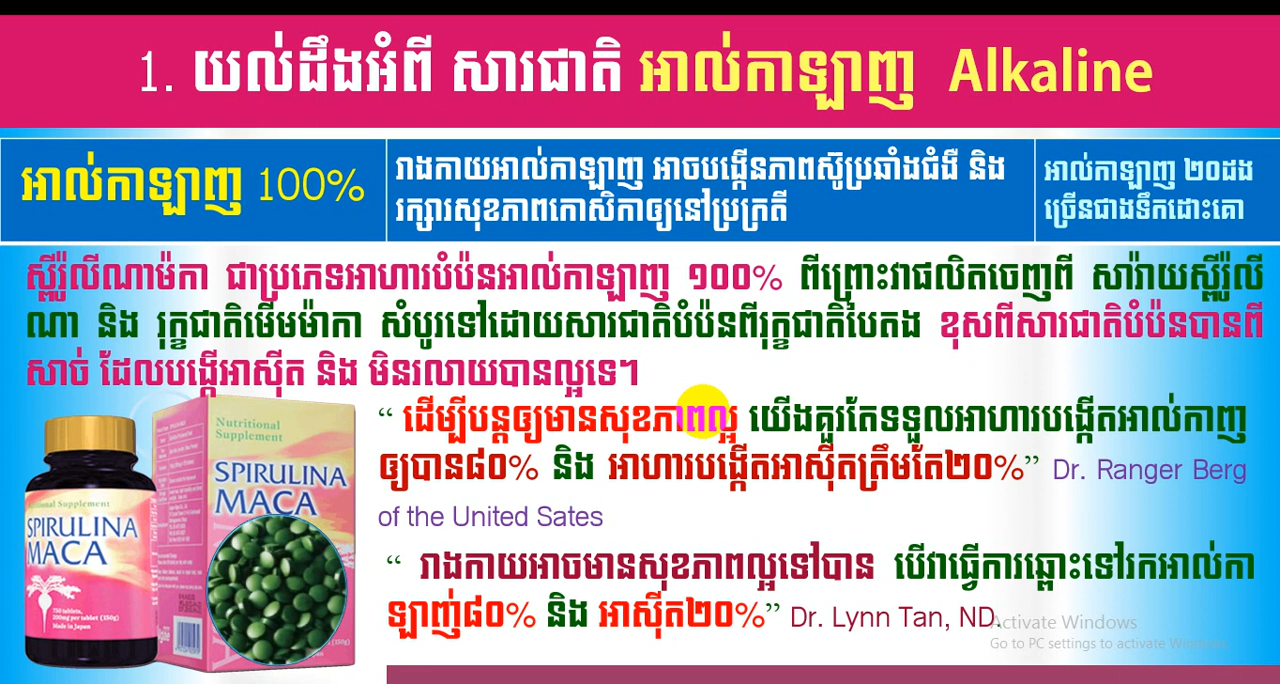 1. យល់ដឹងអំពី សារជាតិ អាល់កាឡាញ Alkaline
អាល់កាឡាញ 100%
រាងកាយអាល់កាឡាញ អាចបង្កើនភាពស៊ូប្រឆាំងជំងឺ និង
រក្សារសុខភាពកោសិកាឲ្យនៅប្រក្រតី
អាល់កាឡាញ ២០ដង
ច្រើនជាងទឹកដោះគោ
ស្ពីរ៉ូលីណាម៉កា ជាប្រភេទអាហារបំប៉នអាល់កាឡាញ ១០០% ពីព្រោះវាផលិតចេញពី សារ៉ាយស្ពីរ៉ូលី
ណា និង រុក្ខជាតិមើមម៉ាកា សំបូរទៅដោយសារជាតិបំប៉នពីរុក្ខជាតិបៃតង ខុសពីសារជាតិបំប៉នបានពី
សាច់ ដែលបង្កើអាស៊ីត និង មិនរលាយបានល្អទេ។
“ ដើម្បីបន្តឲ្យមានសុខភាពល្អ យើងគួរតែទទួលអាហារបង្កើតអាល់កាញ
ឲ្យបាន៨០% និង អាហារបង្កើតអាស៊ីតត្រឹមតែ២០%” Dr. Ranger Berg
of the United Sates
“ រាងកាយអាចមានសុខភាពល្អទៅបាន បើវាធ្វើការឆ្ពោះទៅរកអាល់កា
ឡាញ់៨០% និង អាស៊ីត២០%” Dr. Lynn Tan, ND.
Nutritional
Supplement
SPIRULINA
MACA
Nutritional Supplement
SPIRULINA
MACA
750 tablets,
200mg per tablet (150g)
Made in Japan
Activate Windows
Go to PC settings to activate Windows.